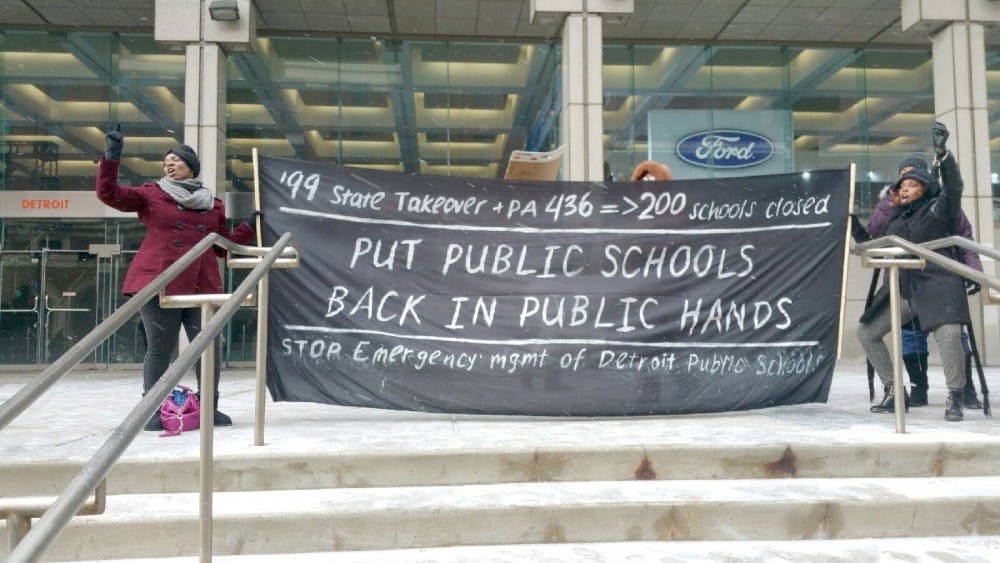 Ford
DETROIT
'99 State Takeover + PA 436 => 200 schools closed
PUT PUBLIC SCHOOLS
BACK IN PUBLIC HANDS
STOP Emergency mgmt of Detroit Public Schools